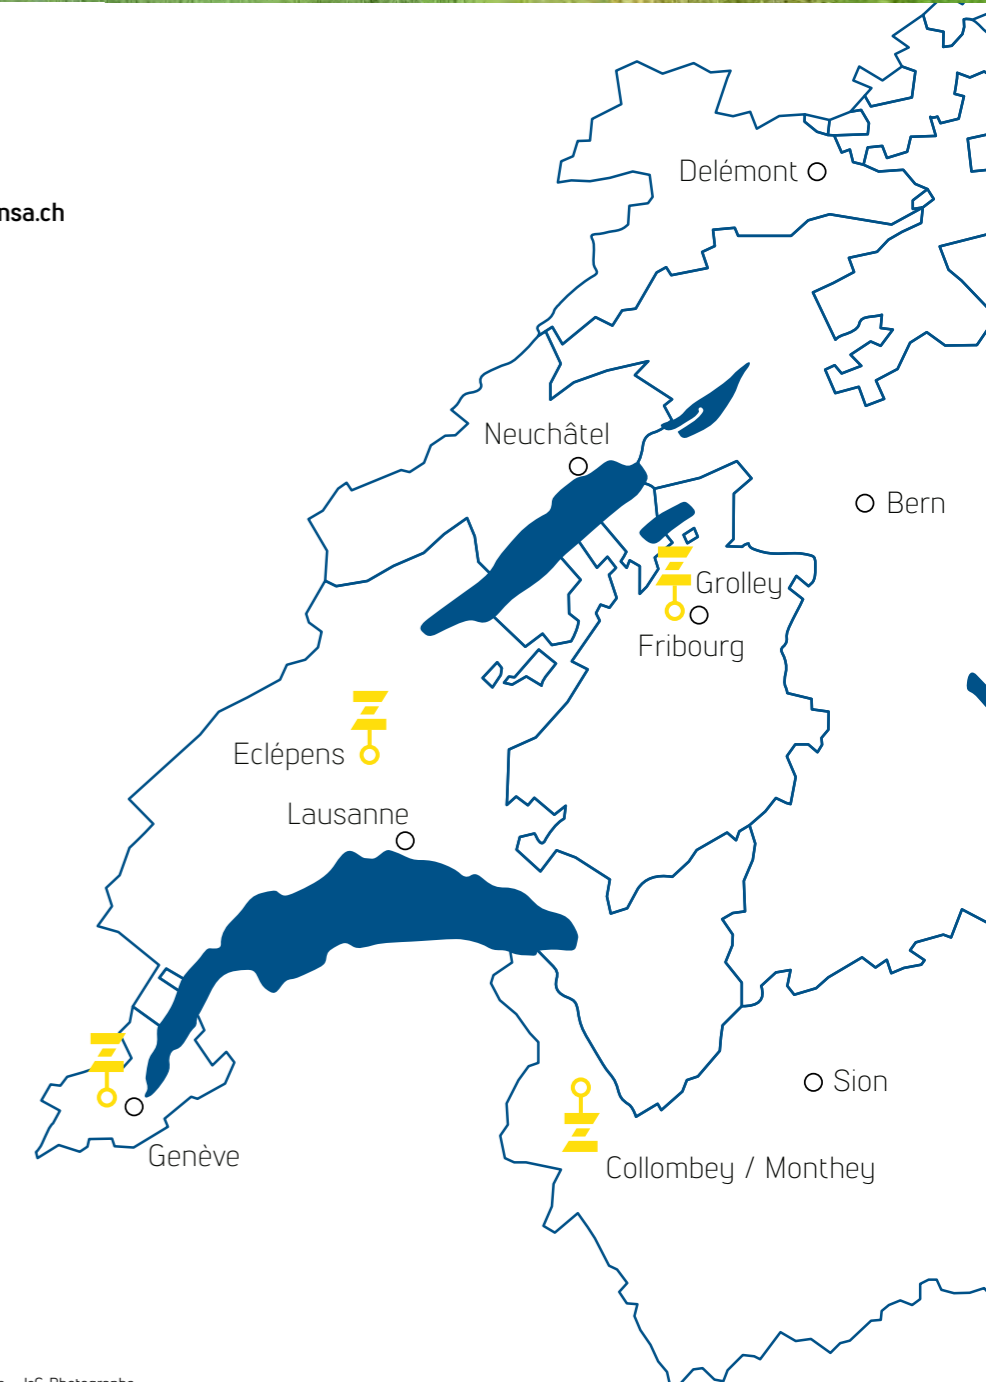 Delémont
nsa.ch
Neuchâtel
Bern
Grolley
Fribourg
Eclépens
Lausanne
Sion
Genève
Collombey / Monthey